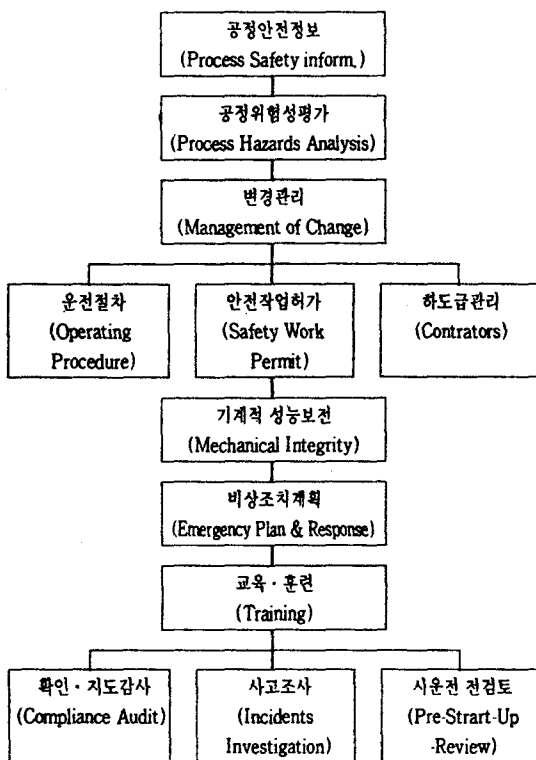 공정안전정보
(Process Safety inform.)
공정위험성평가
(Process Hazards Analysis)
변경관리
(Management of Change)
운전절차
(Operating
Procedure)
안전작업허가
(Safety Work
Permit)
하도급관리
(Contrators)
기계적 성능보전
(Mechanical Integrity)
비상조치계획
(Emergency Plan & Response)
교육·훈련
(Training)
확인·지도감사
(Compliance Audit)
사고조사
(Incidents
Investigation)
시운전 전검토
(Pre-Strart-Up
-Review)